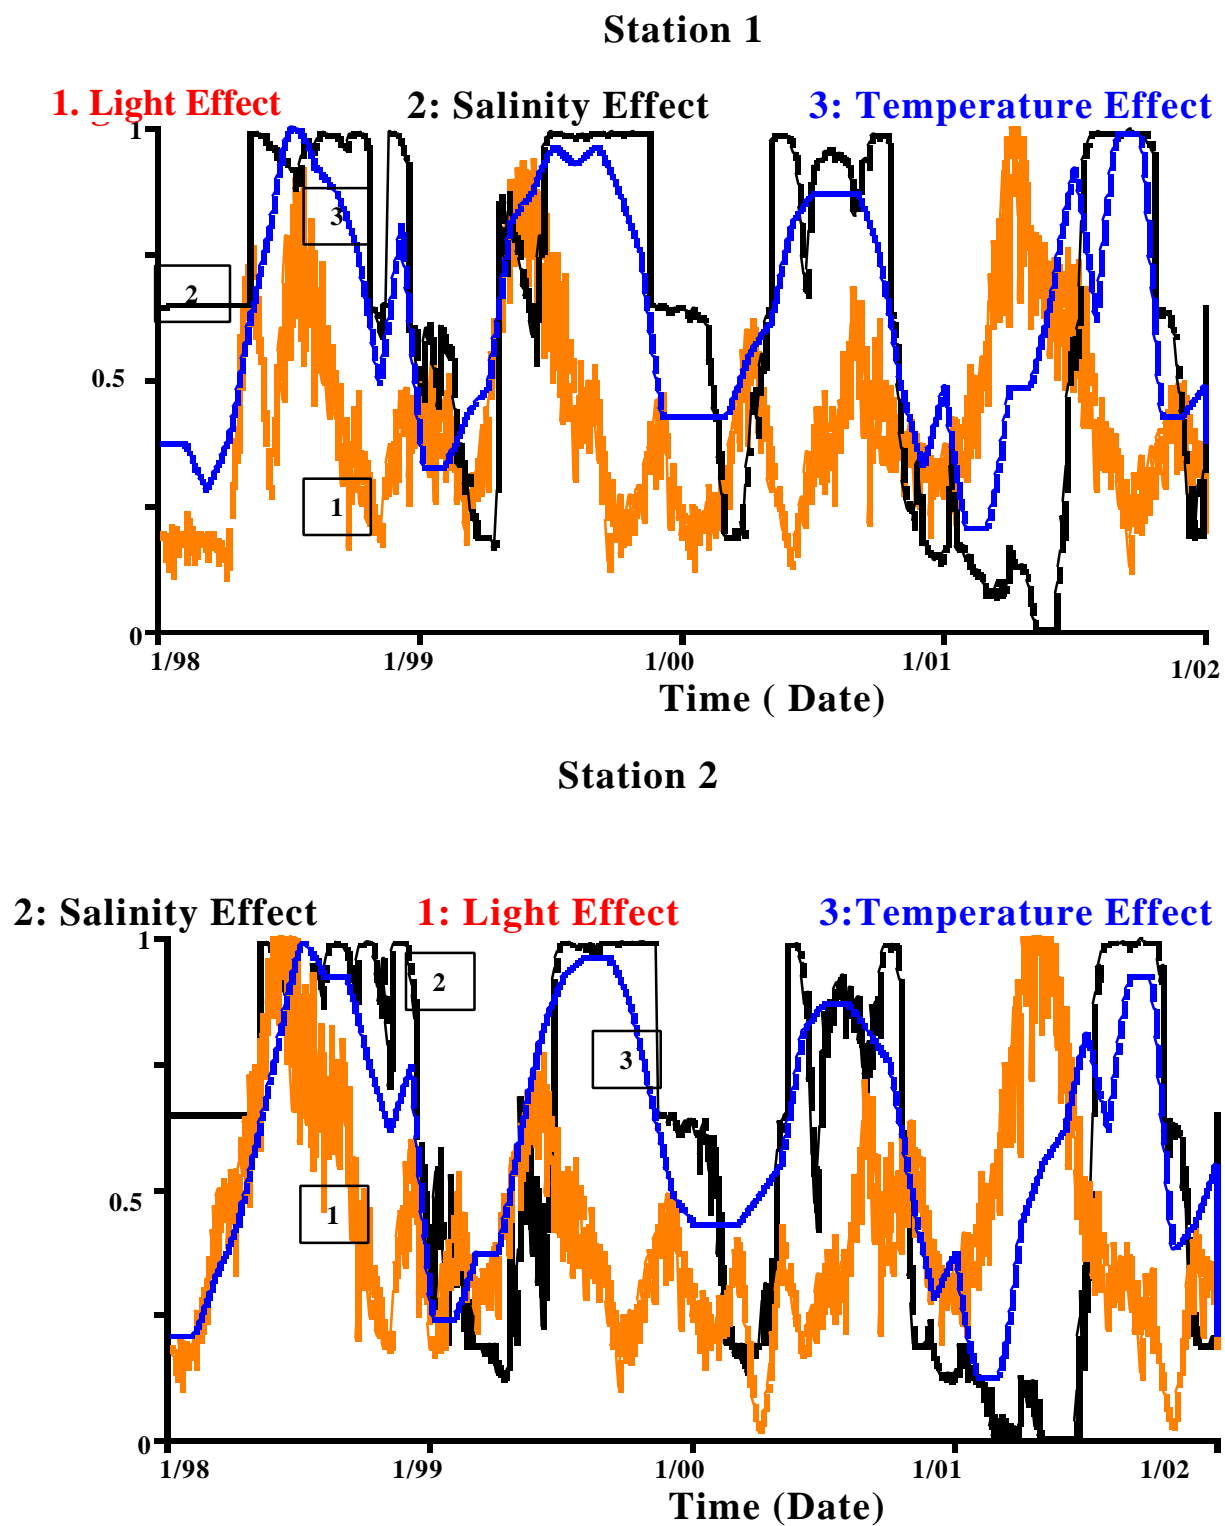 Station 1
1. Light Effect 2: Salinity Effect 3: Temperature Effect
1
3
2
0.5
1
0
1/98 1/99 1/00 1/01 1/02
Time ( Date)
Station 2
2: Salinity Effect 1: Light Effect 3:Temperature Effect
1
2
3
0.5
1
0
1/98 1/99 1/00 1/01 1/02
Time (Date)